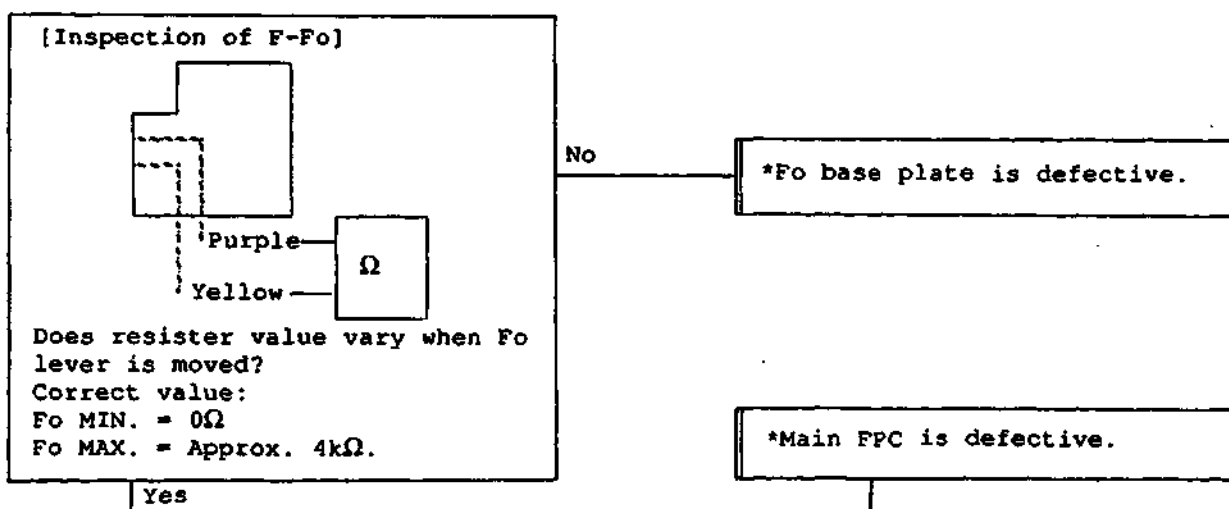 [Inspection of F-Fo]
Purple
Ω
Yellow
Does resister value vary when Fo
lever is moved?
Correct value:
Fo MIN. = 0Ω
Fo MAX. = Approx. 4kΩ.
Yes
No
*Fo base plate is defective.
*Main FPC is defective.